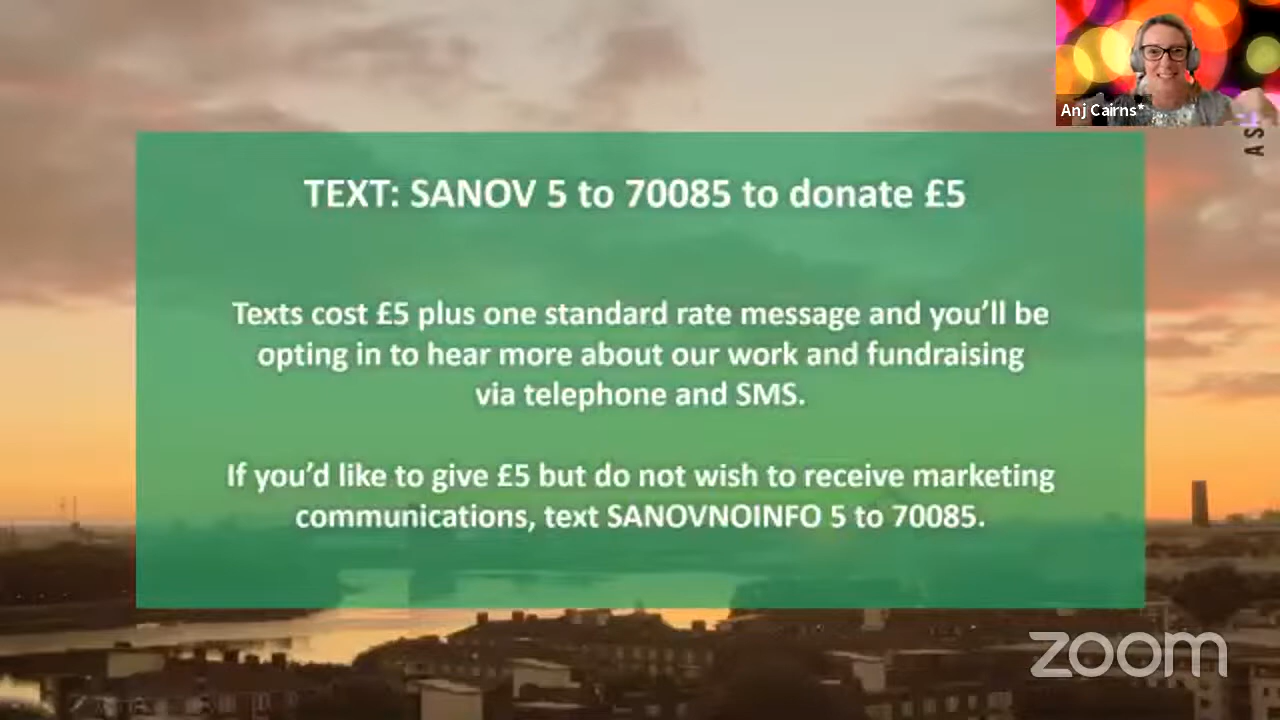 Anj Cairns*
AS
TEXT: SANOV 5 to 70085 to donate £5
Texts cost £5 plus one standard rate message and you’ll be
opting in to hear more about our work and fundraising
via telephone and SMS.
If you’d like to give £5 but do not wish to receive marketing
communications, text SANOVNOINFO 5 to 70085.
zoom